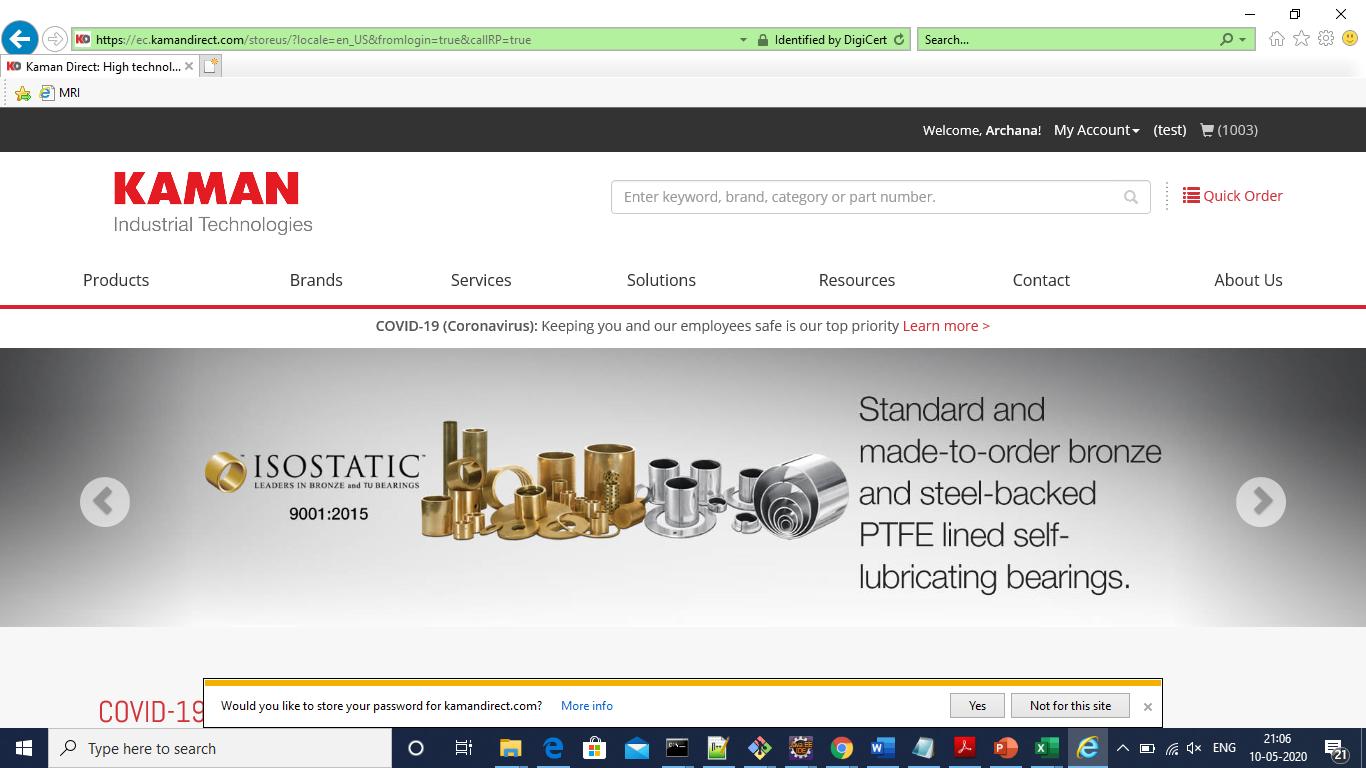 https://ec.kamandirect.com/storeus/?locale=en_US&fromlogin=true&callRP=true
Identified by DigiCert
Search...
Kaman Direct: High technol...
MRI
Welcome, Archana! My Account (test) (1003)
KAMAN
Industrial Technologies
Enter keyword, brand, category or part number.
Quick Order
Products Brands Services Solutions Resources Contact About Us
COVID-19 (Coronavirus): Keeping you and our employees safe is our top priority Learn more >
ISOSTATIC™
LEADERS IN BRONZE and TU BEARINGS
9001:2015
Standard and
made-to-order bronze
and steel-backed
PTFE lined self-
lubricating bearings.
COVID-19
Would you like to store your password for kamandirect.com? More info Yes Not for this site
Type here to search
ENG
21:06
10-05-2020
21